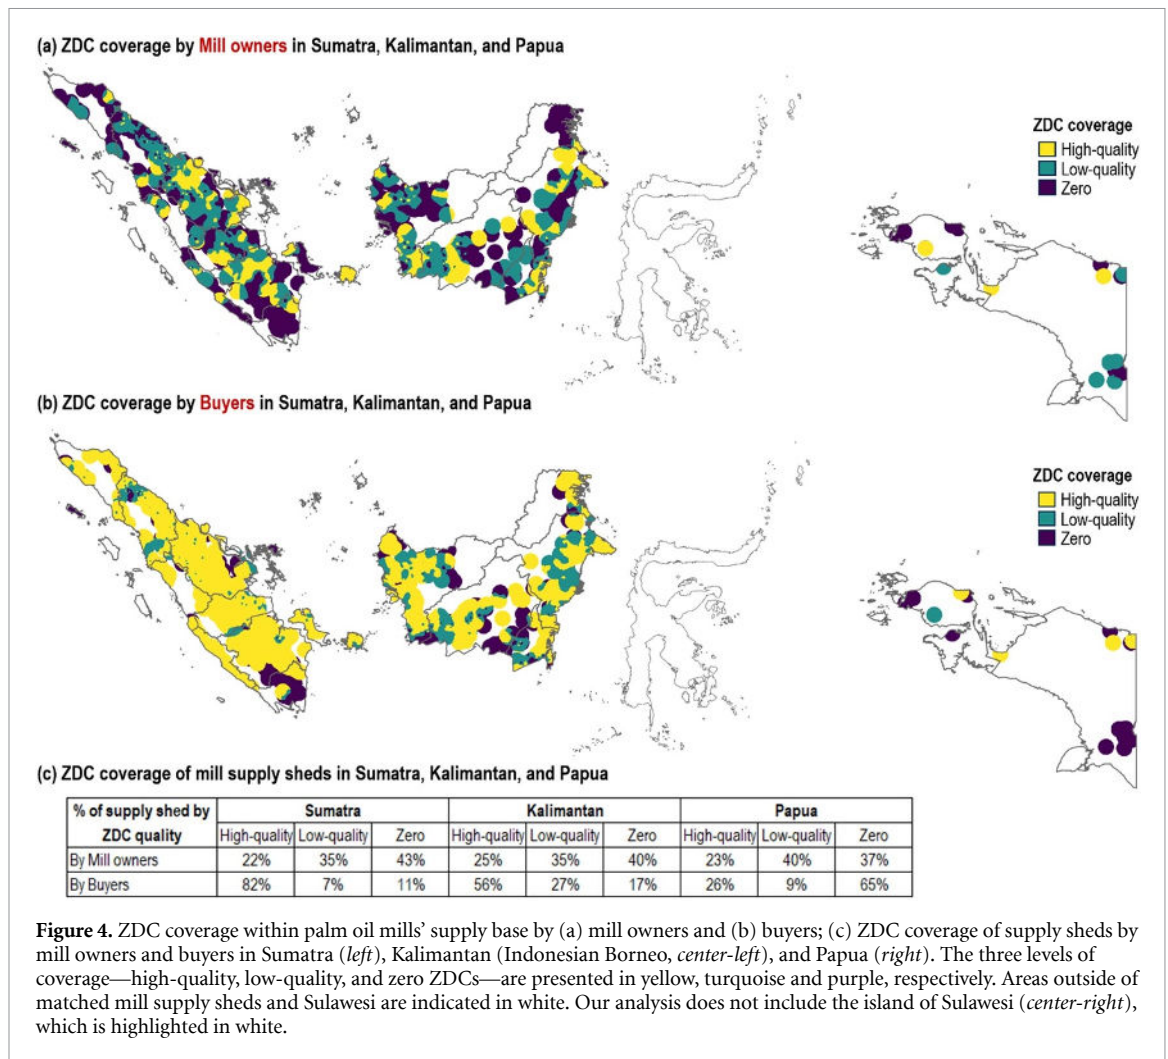 (a) ZDC coverage by Mill owners in Sumatra, Kalimantan, and Papua
ZDC coverage
High-quality
Low-quality
Zero
(b) ZDC coverage by Buyers in Sumatra, Kalimantan, and Papua
ZDC coverage
High-quality
Low-quality
Zero
(c) ZDC coverage of mill supply sheds in Sumatra, Kalimantan, and Papua
% of supply shed by ZDC quality Sumatra Kalimantan Papua
High-quality Low-quality Zero High-quality Low-quality Zero High-quality Low-quality Zero
By Mill owners 22% 35% 43% 25% 35% 40% 23% 40% 37%
By Buyers 82% 7% 11% 56% 27% 17% 26% 9% 65%
Figure 4. ZDC coverage within palm oil mills' supply base by (a) mill owners and (b) buyers; (c) ZDC coverage of supply sheds by
mill owners and buyers in Sumatra (left), Kalimantan (Indonesian Borneo, center-left), and Papua (right). The three levels of
coverage—high-quality, low-quality, and zero ZDCs—are presented in yellow, turquoise and purple, respectively. Areas outside of
matched mill supply sheds and Sulawesi are indicated in white. Our analysis does not include the island of Sulawesi (center-right),
which is highlighted in white.